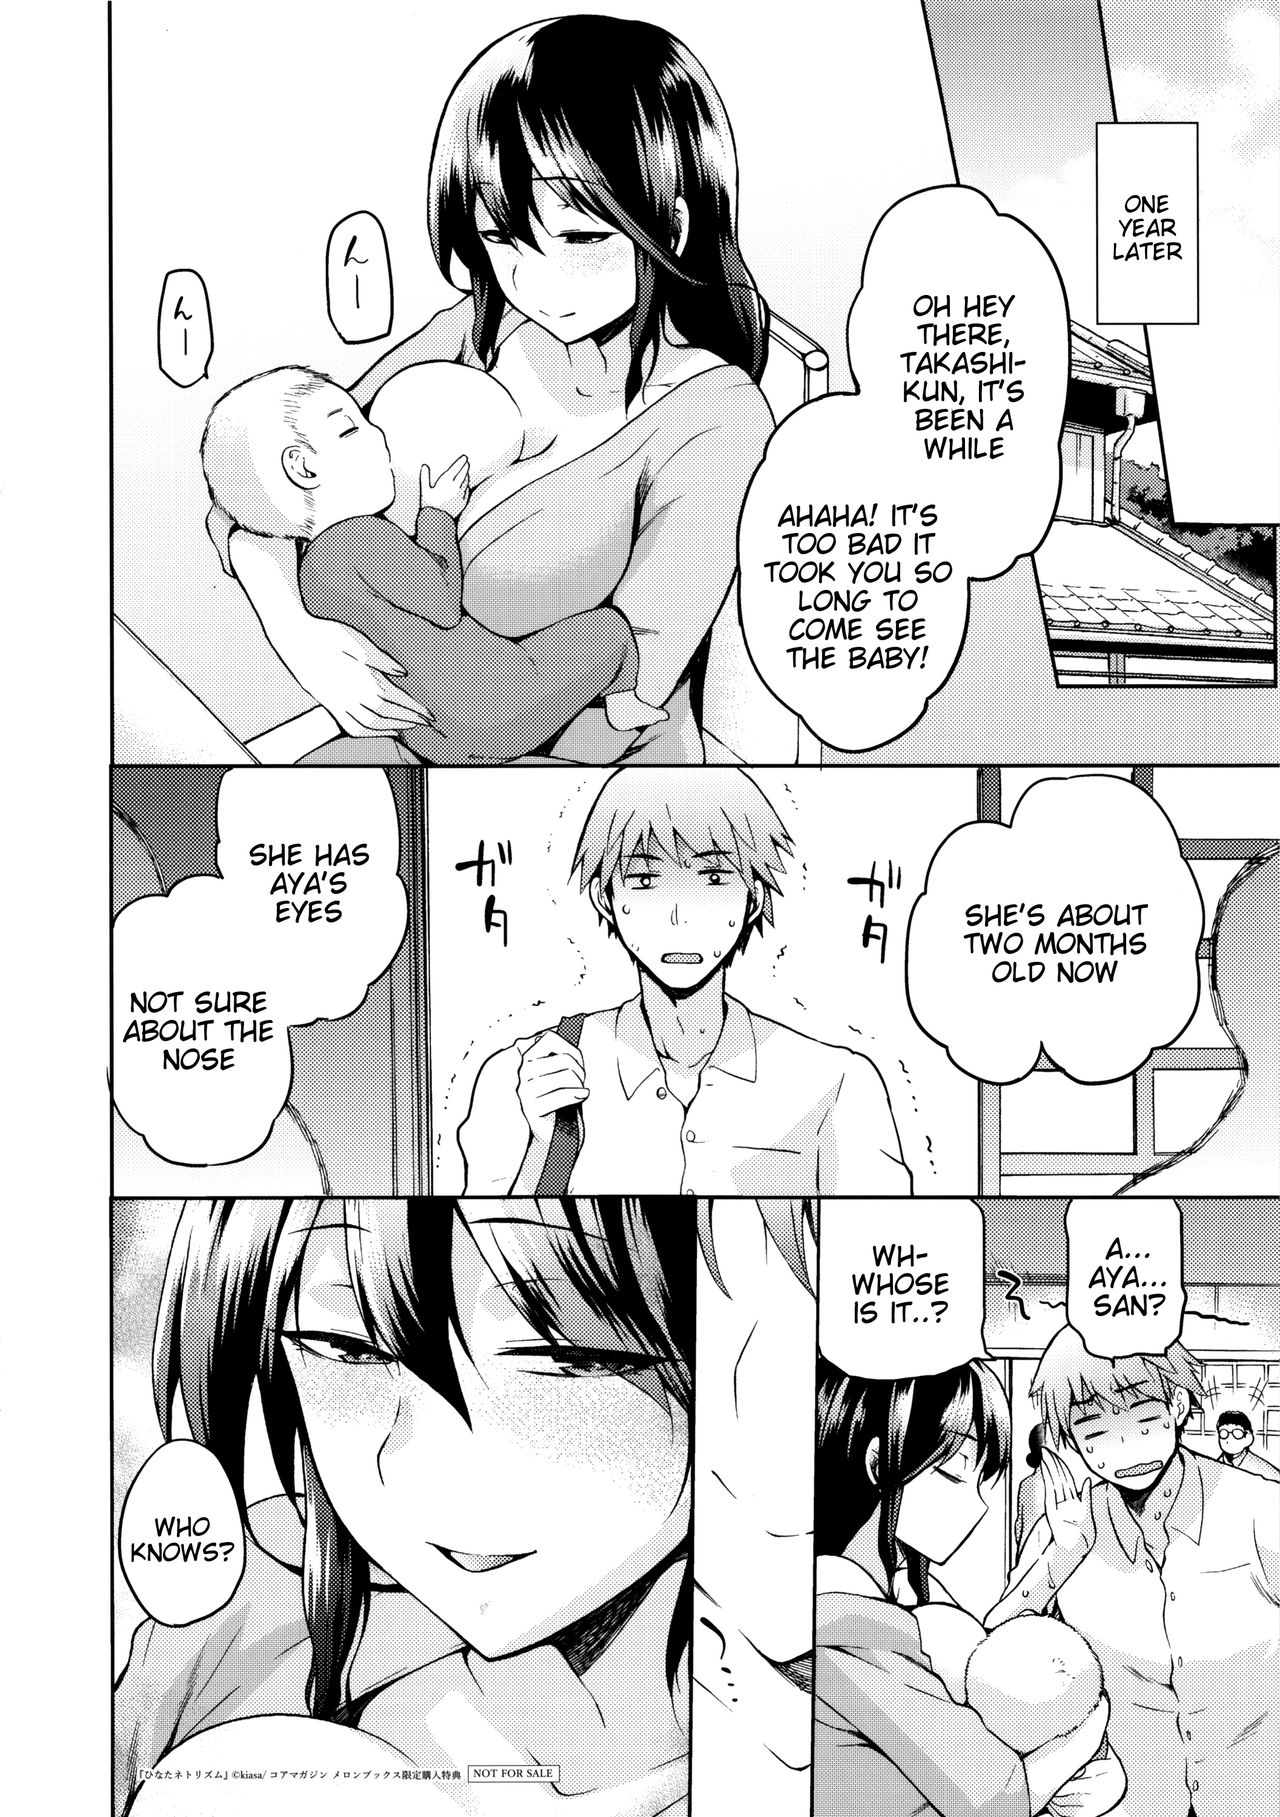 ONE
YEAR
LATER
OH HEY
THERE,
TAKASHI-
KUN, IT'S
BEEN A
WHILE
AHAHA! IT'S
TOO BAD IT
TOOK YOU SO
LONG TO
COME SEE
THE BABY!
んー
んー
SHE'S ABOUT
TWO MONTHS
OLD NOW
ガタ
ガタ
SHE HAS
AYA'S
EYES
NOT SURE
ABOUT THE
NOSE
A...
AYA...
SAN?
WH-
WHOSE
IS IT..?
WHO
KNOWS?
『ひなたネトリズム』©kiasa/ コアマガジン メロンブックス限定購入特典 NOT FOR SALE